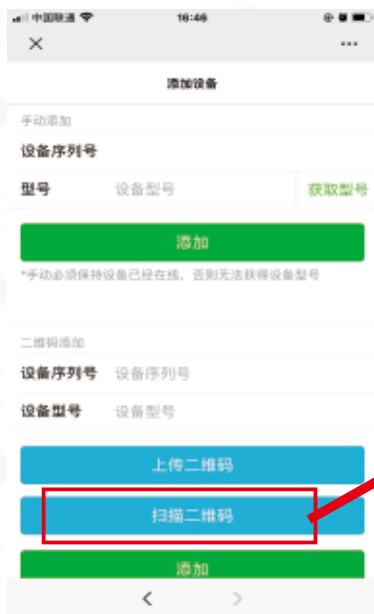 中国联通 16:46
添加设备
手动添加
设备序列号
型号 设备型号 获取型号
添加
*手动必须保持设备已经在线，否则无法获得设备型号
二维码添加
设备序列号 设备序列号
设备型号 设备型号
上传二维码
扫描二维码
添加